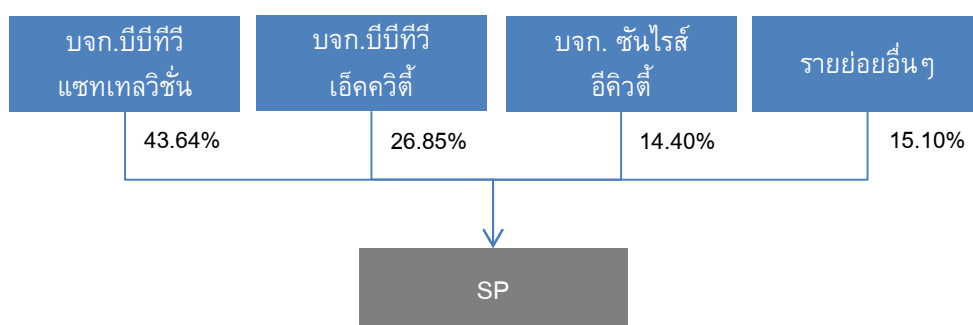 บจก.บีบีทีวี
แซทเทลวิชั่น
บจก.บีบีทีวี
เอ็คควิตี้
บจก. ซันไรส์
อีคิวตี้
รายย่อยอื่นๆ
43.64%
26.85%
14.40%
15.10%
SP